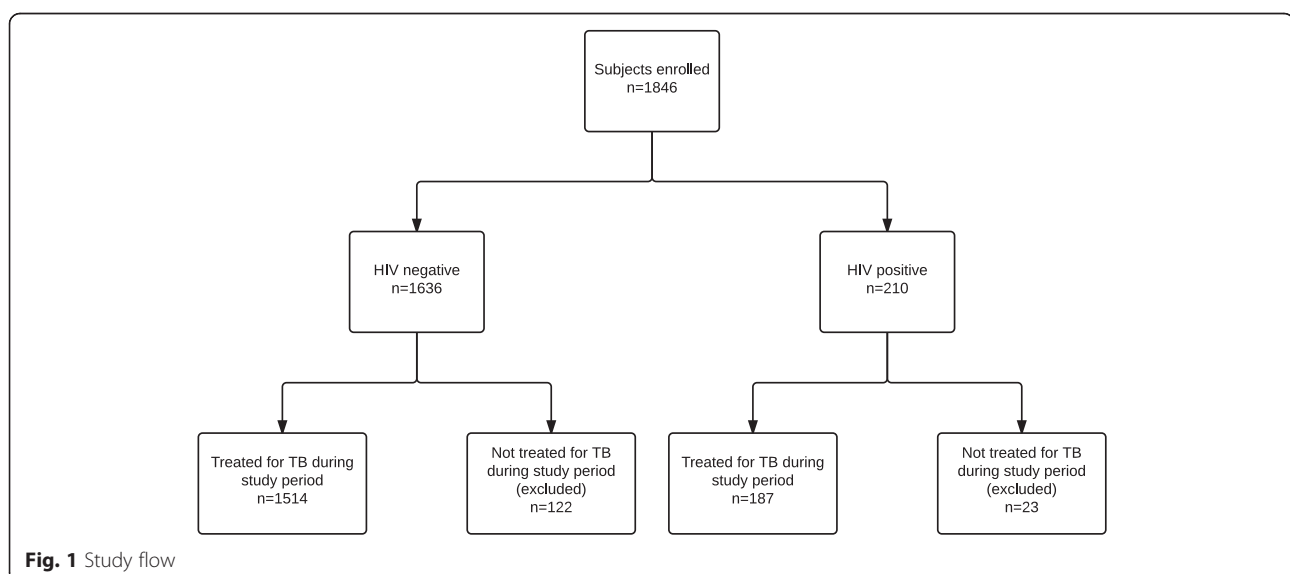 Subjects enrolled
n=1846
HIV negative
n=1636
HIV positive
n=210
Treated for TB during
study period
n=1514
Not treated for TB
during study period
(excluded)
n=122
Treated for TB during
study period
n=187
Not treated for TB
during study period
(excluded)
n=23
Fig. 1 Study flow